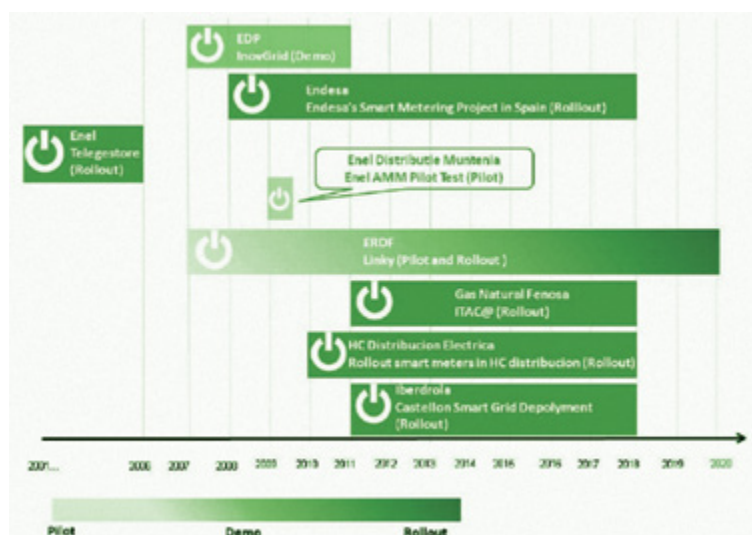 EDP
InovGrid (Demo)
Endesa
Endesa's Smart Metering Project in Spain (Rolllout)
Enel
Telegestore
(Rollout)
Enel Distributie Muntenia
Enel AMM Pilot Test (Pilot)
ERDF
Linky (Pilot and Rollout )
Gas Natural Fenosa
ITAC@ (Rollout)
HC Distribucion Electrica
Rollout smart meters in HC distribucion (Rollout)
Iberdrola
Castellon Smart Grid Depolyment
(Rollout)
2001... 2006 2007 2008 2009 2010 2011 2012 2013 2014 2016 2016 2017 2018 2019 2020
Pilot Demo Rollout